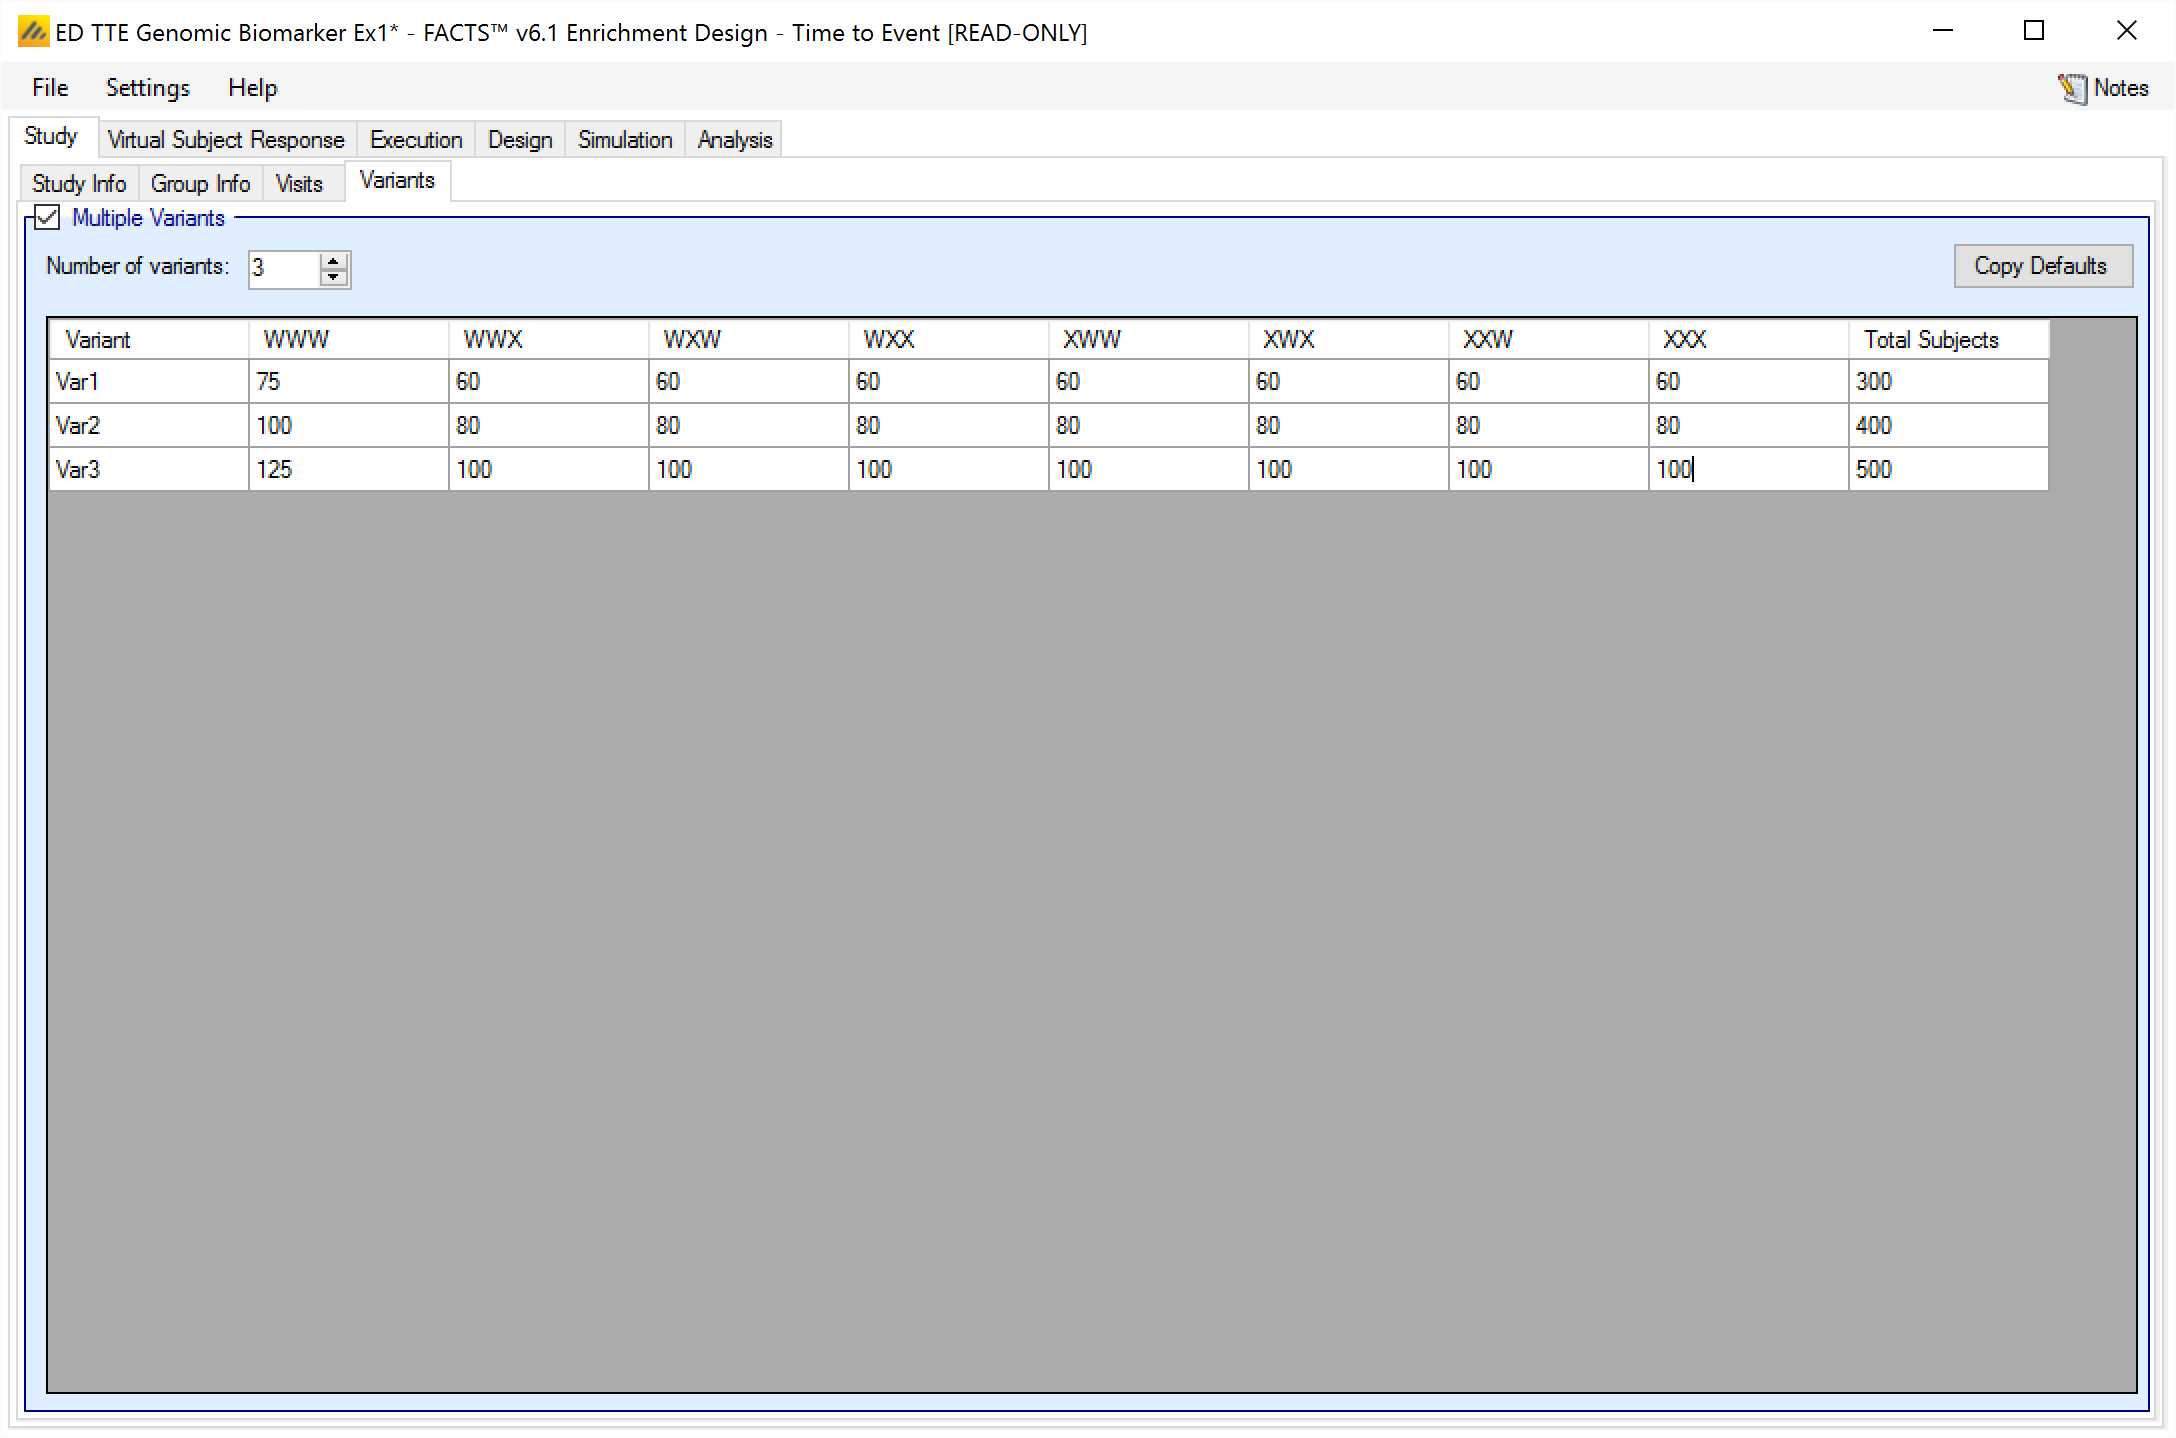 ED TTE Genomic Biomarker Ex1* - FACTS™ v6.1 Enrichment Design - Time to Event [READ-ONLY]
File Settings Help Notes
Study Virtual Subject Response Execution Design Simulation Analysis
Study Info Group Info Visits Variants
Multiple Variants
Number of variants: 3 Copy Defaults
Variant WWW WWX WXW WXX XWW XWX XXW XXX Total Subjects
Var1 75 60 60 60 60 60 60 60 300
Var2 100 80 80 80 80 80 80 80 400
Var3 125 100 100 100 100 100 100 100 500